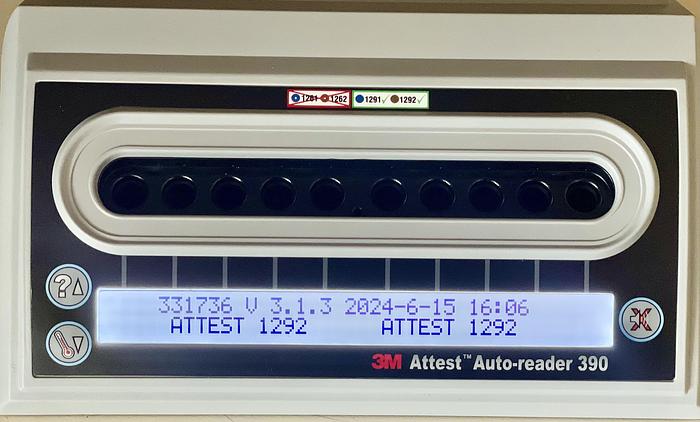 1261 1262 1291✓ 1292✓
331736 V 3.1.3 2024-6-15 16:06
ATTEST 1292 ATTEST 1292
?
3M Attest™ Auto-reader 390